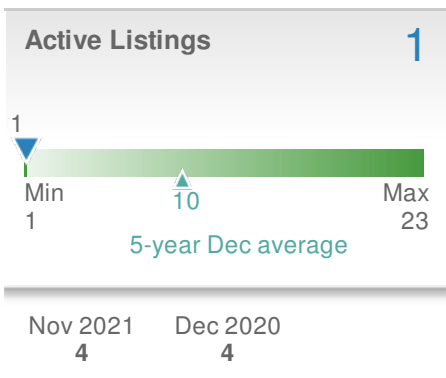 Active Listings 1
1
Min 10 Max
1 23
5-year Dec average
Nov 2021 Dec 2020
4 4